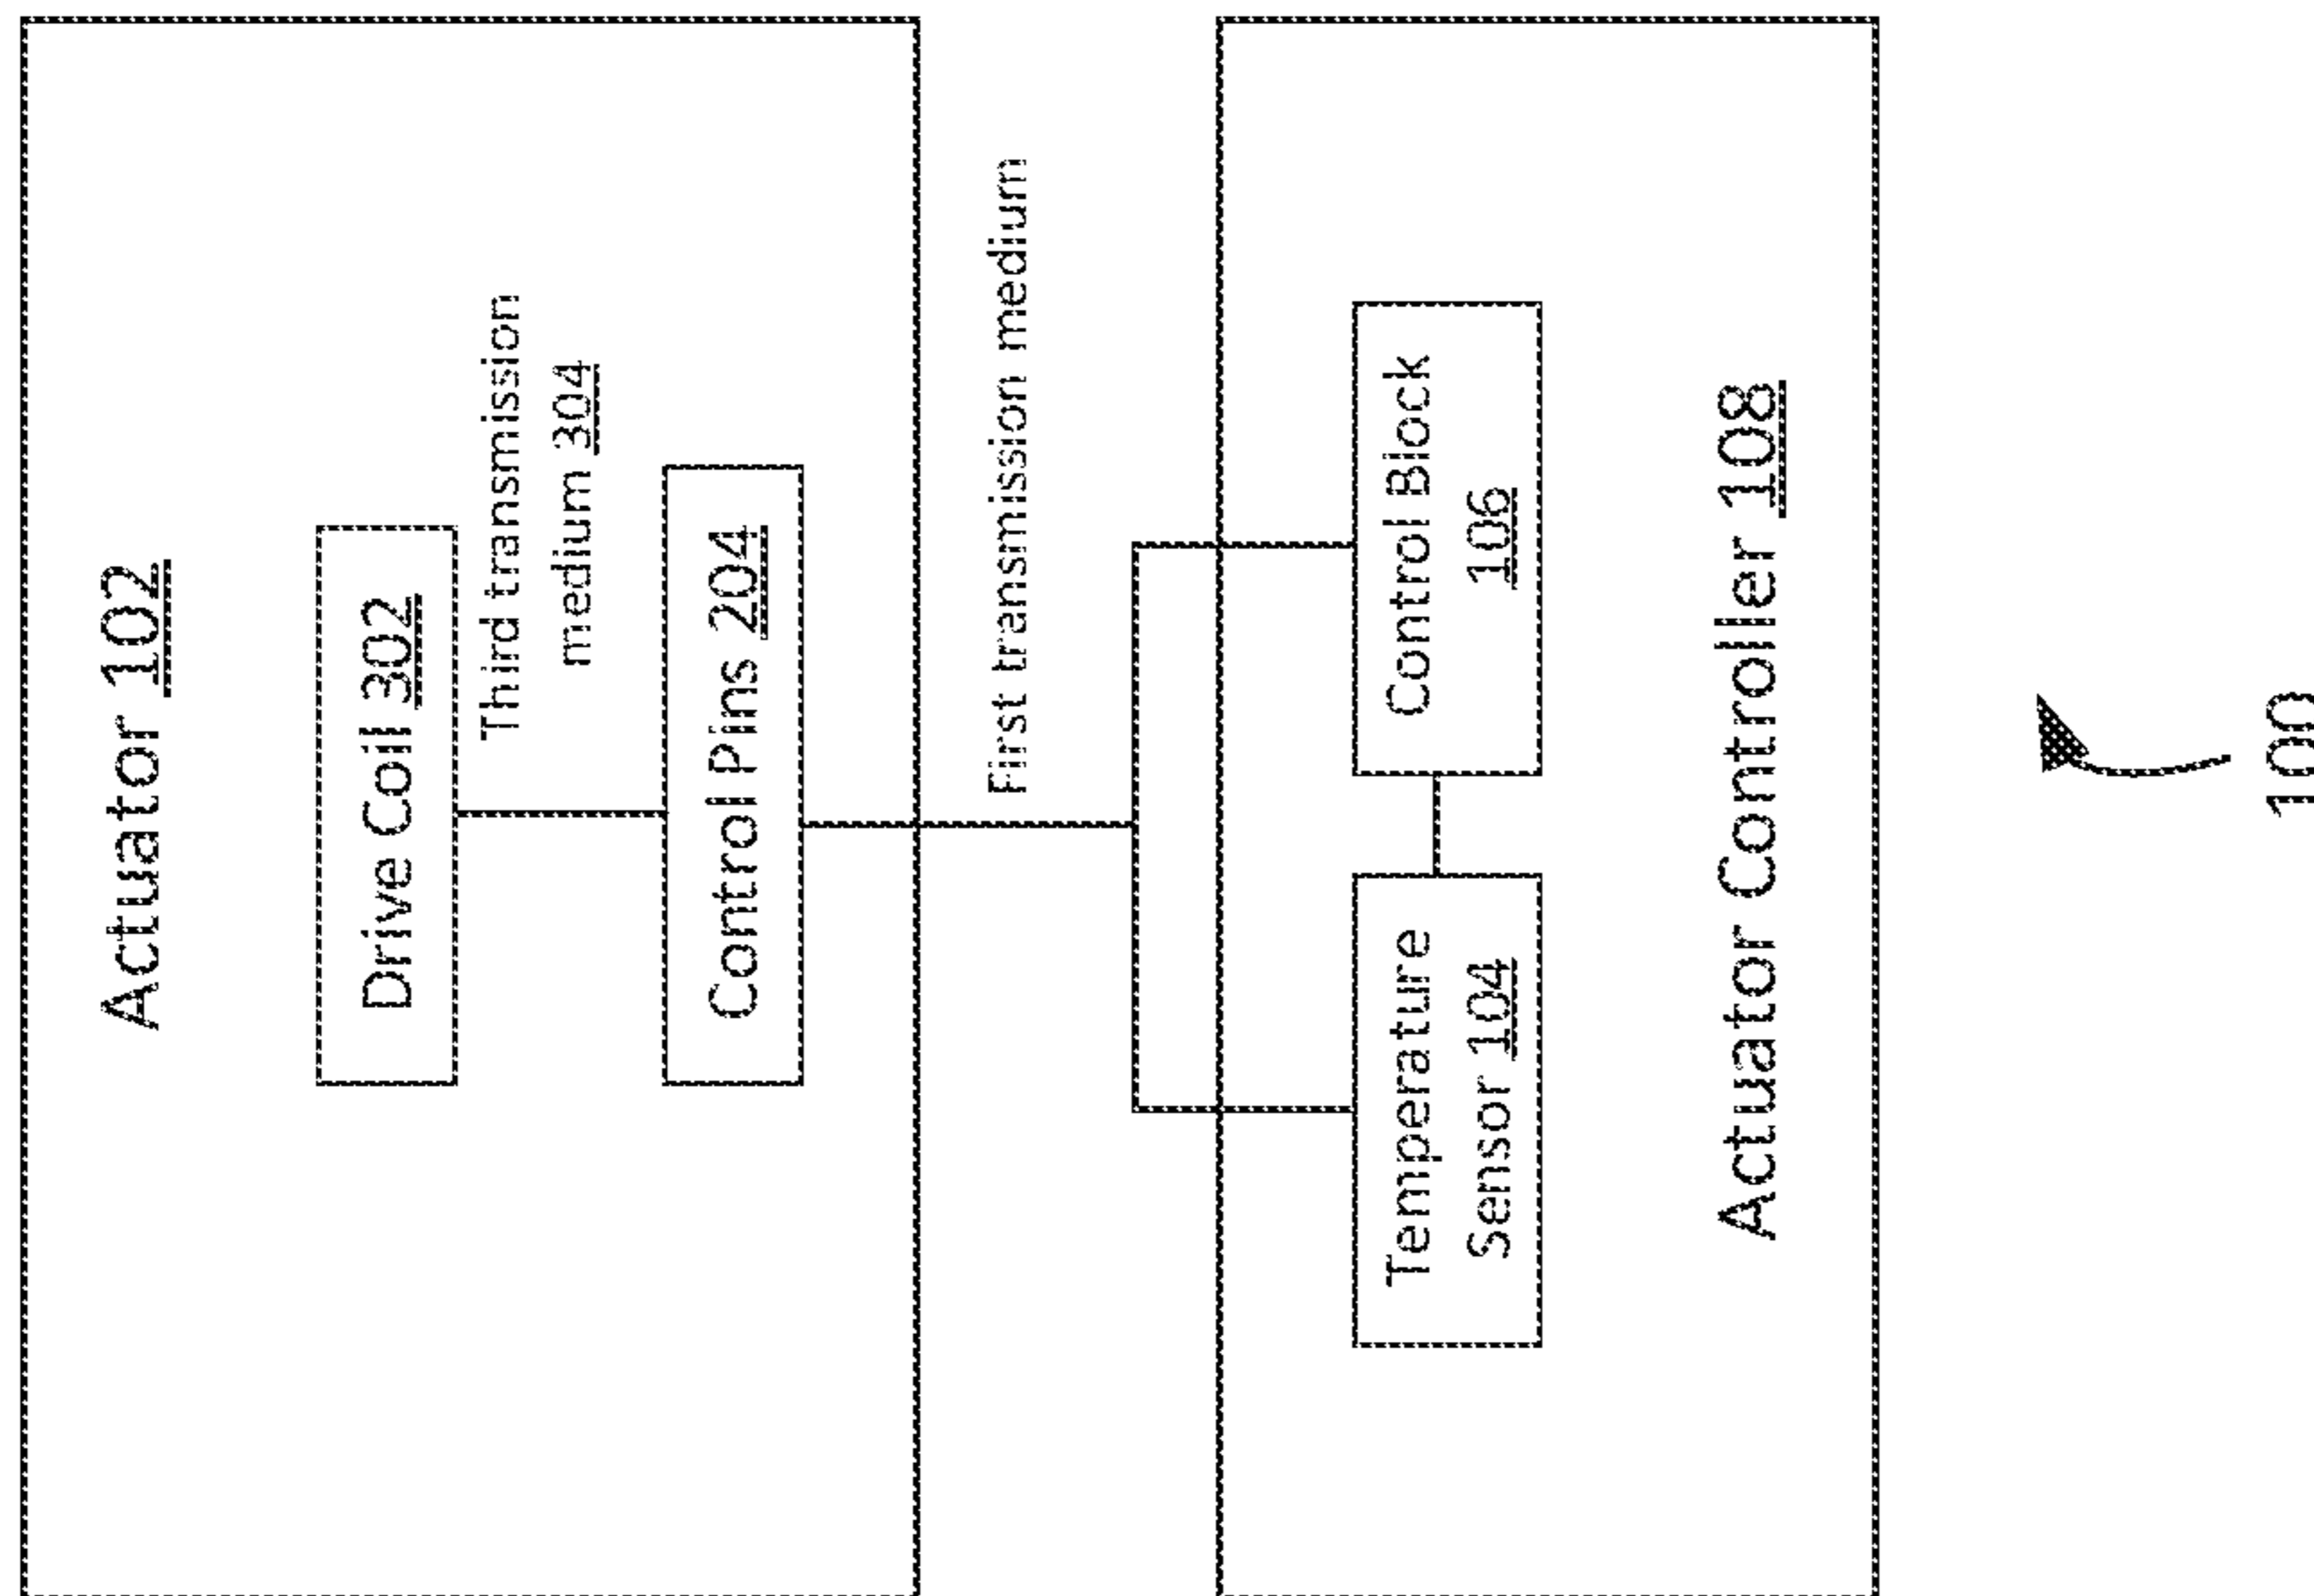 Actuator 102
Drive Coil 302
Third transmission
medium 304
Control Pins 204
First transmission medium
Temperature
Sensor 104
Control Block
106
Actuator Controller 108
100